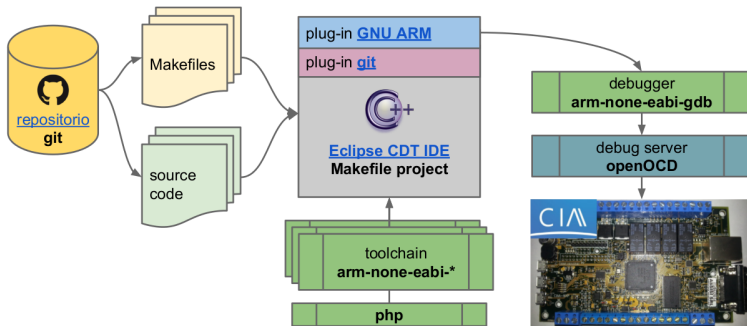 repositorio
git
Makefiles
source
code
plug-in GNU ARM
plug-in git
C++
Eclipse CDT IDE
Makefile project
toolchain
arm-none-eabi-*
php
debugger
arm-none-eabi-gdb
debug server
openOCD
CIAA